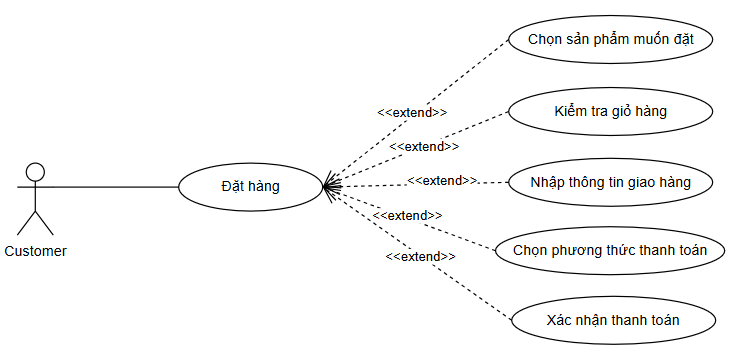 Chọn sản phẩm muốn đặt
<<extend>>
Kiểm tra giỏ hàng
<<extend>>
Đặt hàng
<<extend>>
Nhập thông tin giao hàng
<<extend>>
Customer
Chọn phương thức thanh toán
<<extend>>
Xác nhận thanh toán